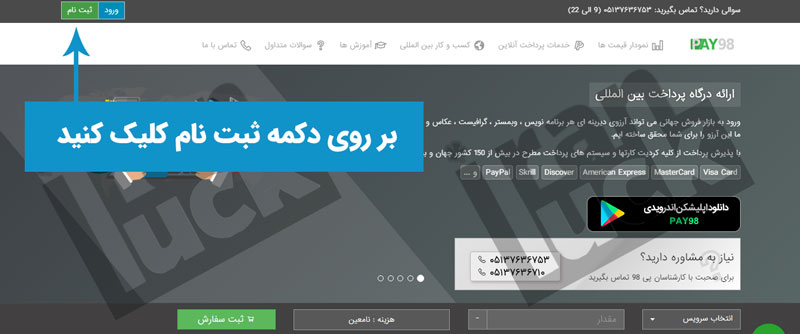 سوالی دارید؟ تماس بگیرید: ۰۵۱۳۷۶۳۶۷۵۳ (9 الی 22)
ورود
ثبت نام
PAY98
نمودار قیمت ها
خدمات پرداخت آنلاین
کسب و کار بین المللی
آموزش ها
سوالات متداول
تماس با ما
ارائه درگاه پرداخت بین المللی
بر روی دکمه ثبت نام کلیک کنید
ورود به بازار فروش جهانی می تواند آرزوی دیرینه ای هر برنامه نویس ، وبمستر ، گرافیست ، عکاس و
ما این آرزو را برای شما محقق ساخته ایم.
با پذیرش پرداخت از کلیه کردیت کارتها و سیستم های پرداخت مطرح در بیش از 150 کشور جهان و
Visa Card
MasterCard
American Express
Discover
Skrill
PayPal
و ...
دانلود اپلیشکن اندرویدی
PAY98
نیاز به مشاوره دارید؟
برای صحبت با کارشناسان پی 98 تماس بگیرید
۰۵۱۳۷۶۳۶۷۵۳
۰۵۱۳۷۶۳۶۷۱۰
انتخاب سرویس
مقدار
-
هزینه : نامعین
ثبت سفارش
luck